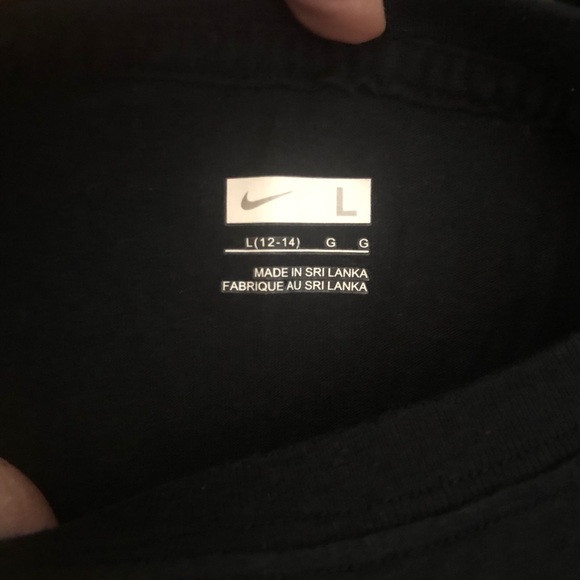 L
L(12-14) G G
MADE IN SRI LANKA
FABRIQUE AU SRI LANKA